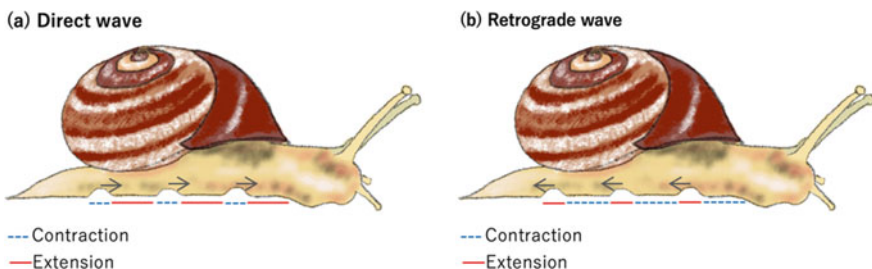 (a) Direct wave
(b) Retrograde wave
Contraction
Extension
Contraction
Extension